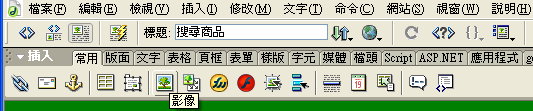 檔案(F) 編輯(E) 檢視(V) 插入(I) 修改(M) 文字(T) 命令(C) 網站(S) 視窗(W) 說明(H)
標題: 搜尋商品
插入 常用 版面 文字 表格 頁框 表單 樣版 字元 媒體 檔頭 Script ASP.NET 應用程式
影像